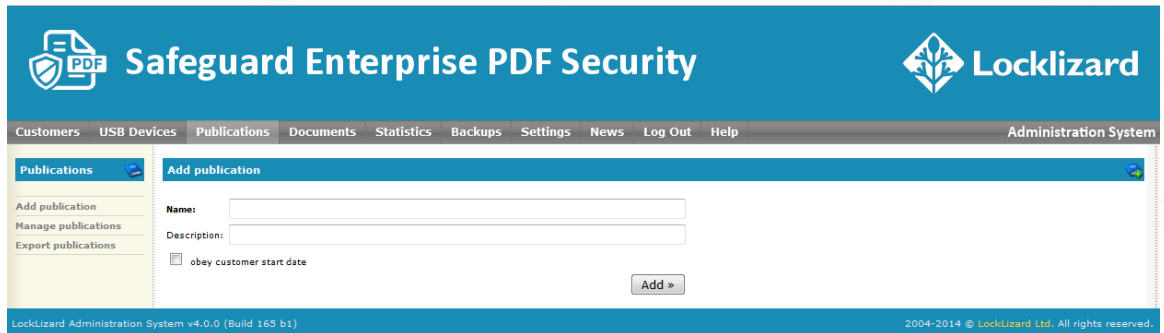 PDF Safeguard Enterprise PDF Security Locklizard
Customers USB Devices Publications Documents Statistics Backups Settings News Log Out Help Administration System
Publications
Add publication
Manage publications
Export publications
Add publication
Name:
Description:
obey customer start date
Add »
LockLizard Administration System v4.0.0 (Build 165 b1) 2004-2014 © LockLizard Ltd. All rights reserved.